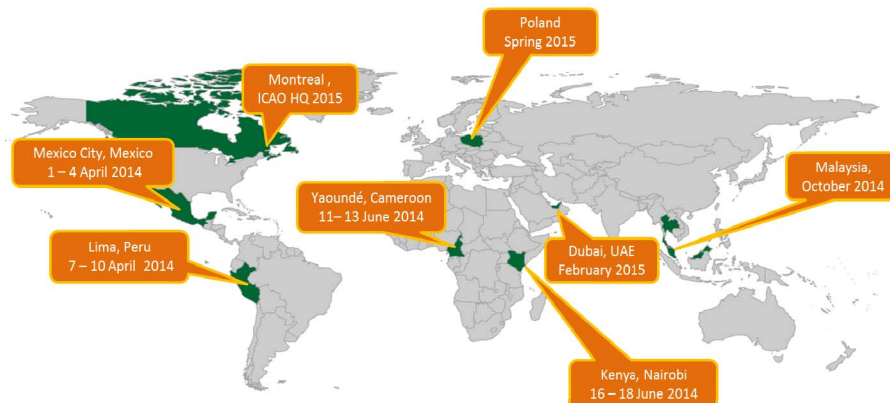 Poland
Spring 2015
Montreal ,
ICAO HQ 2015
Mexico City, Mexico
1 – 4 April 2014
Malaysia,
October 2014
Yaoundé, Cameroon
11– 13 June 2014
Lima, Peru
7 – 10 April 2014
Dubai, UAE
February 2015
Kenya, Nairobi
16 – 18 June 2014